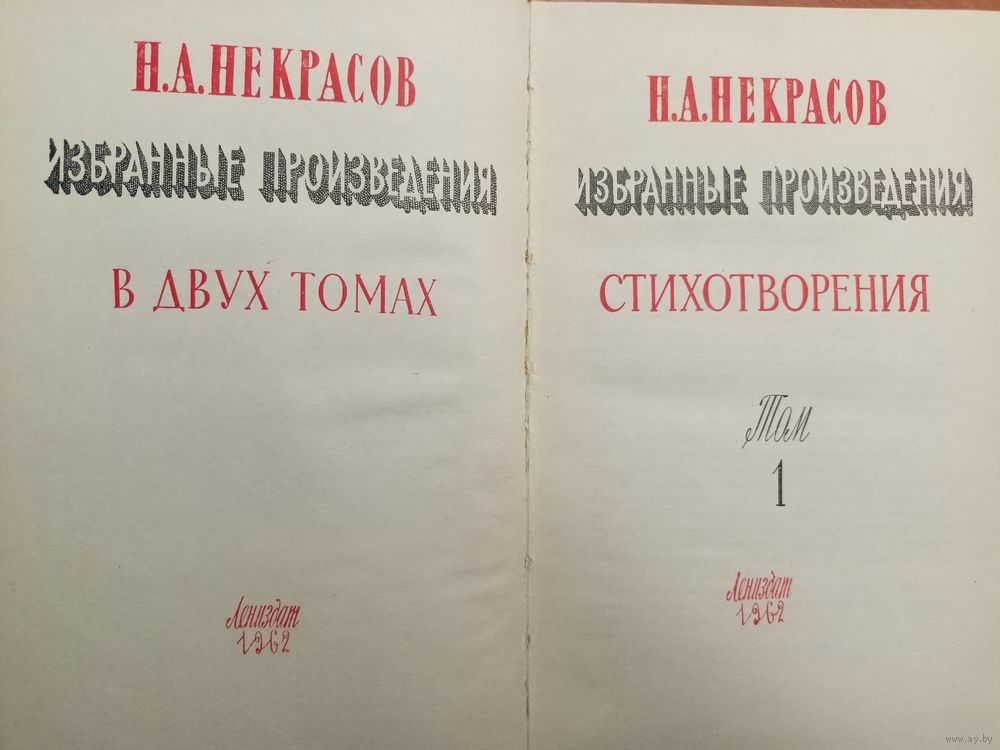 Н.А.НЕКРАСОВ
ИЗБРАННЫЕ ПРОИЗВЕДЕНИЯ
В ДВУХ ТОМАХ
Лениздат
1962
Н.А.НЕКРАСОВ
ИЗБРАННЫЕ ПРОИЗВЕДЕНИЯ
СТИХОТВОРЕНИЯ
Том
1
Лениздат
1962
www.ay.by